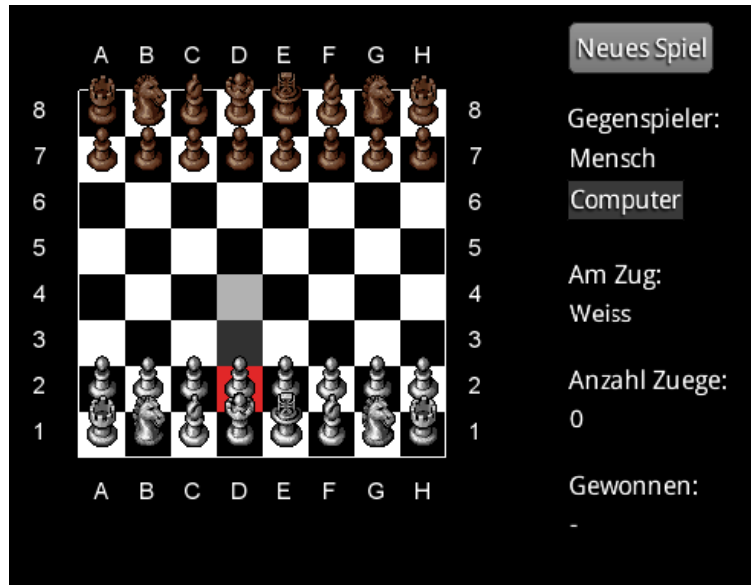 A B C D E F G H
8 8
7 7
6 6
5 5
4 4
3 3
2 2
1 1
A B C D E F G H
Neues Spiel
Gegenspieler:
Mensch
Computer
Am Zug:
Weiss
Anzahl Zuege:
0
Gewonnen:
-